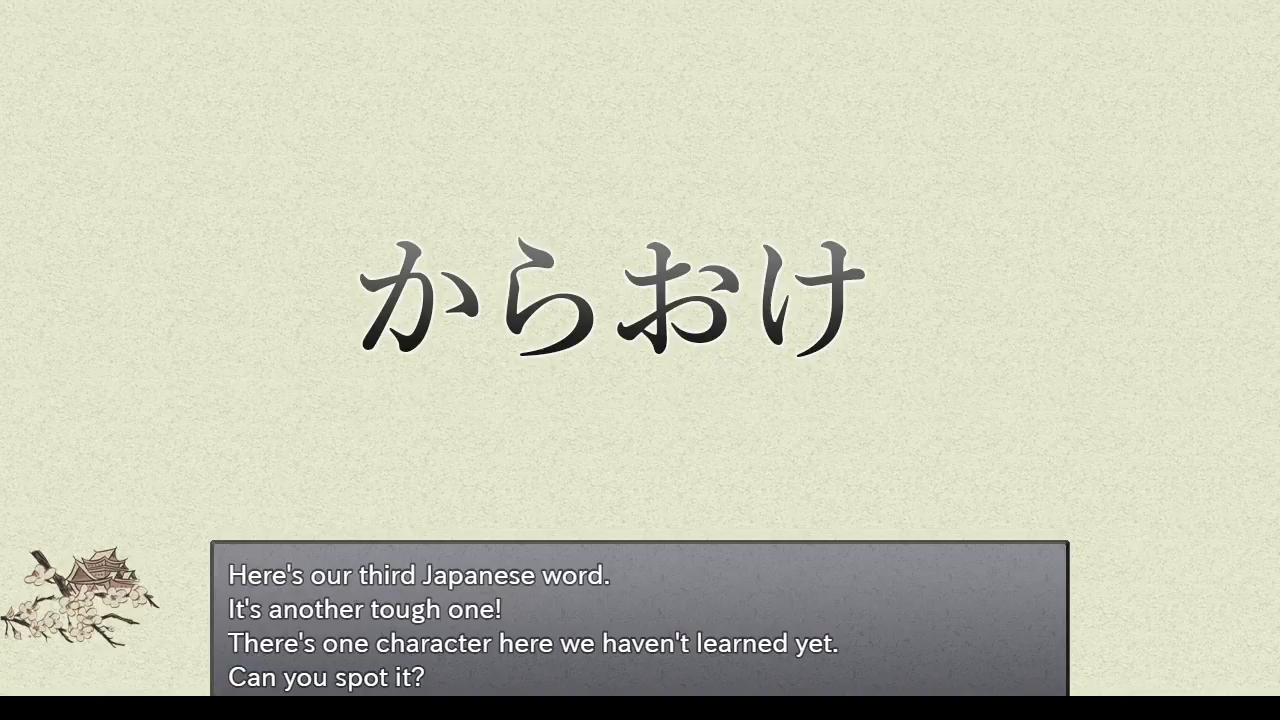 からおけ
Here's our third Japanese word.
It's another tough one!
There's one character here we haven't learned yet.
Can you spot it?